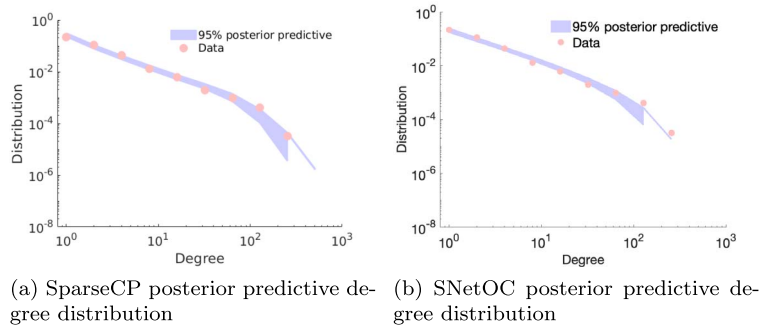 10^0
10^-2
10^-4
10^-6
10^-8
Distribution
95% posterior predictive
Data
10^0
10^1
10^2
10^3
Degree
10^0
10^-2
10^-4
10^-6
10^-8
Distribution
95% posterior predictive
Data
10^0
10^1
10^2
10^3
Degree
(a) SparseCP posterior predictive de-
gree distribution
(b) SNetOC posterior predictive de-
gree distribution